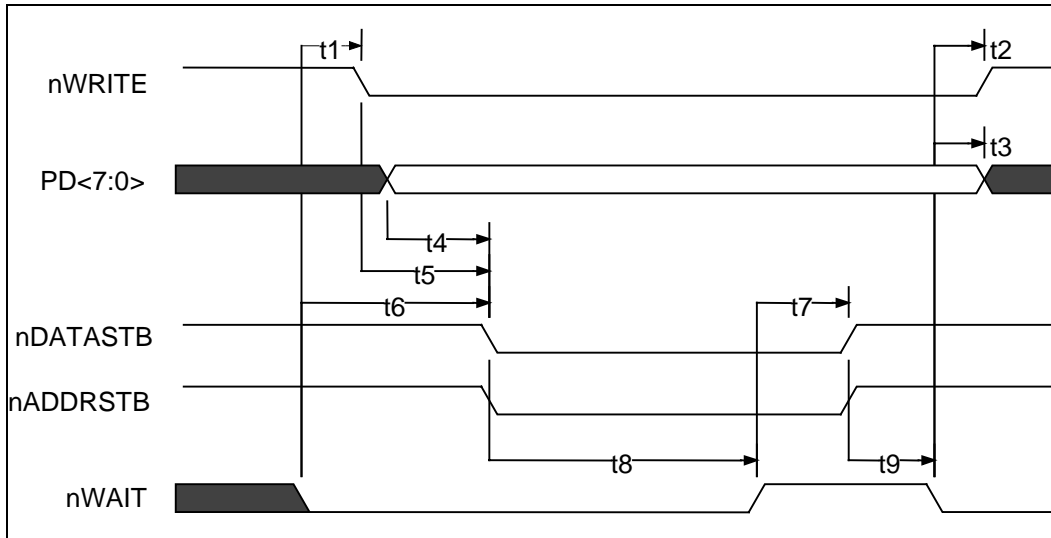 t1
t2
nWRITE
t3
PD<7:0>
t4
t5
t6
t7
nDATASTB
nADDRSTB
t8
t9
nWAIT